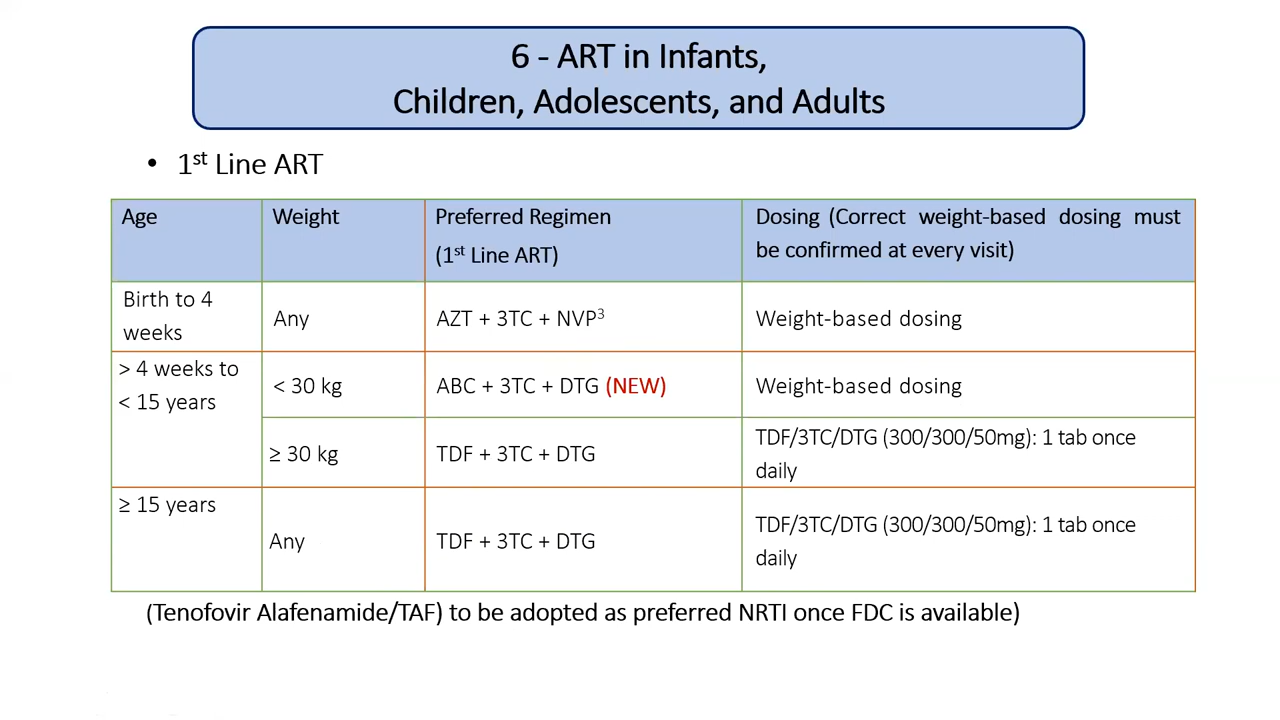 6 - ART in Infants,
Children, Adolescents, and Adults
• 1st Line ART
Age
Weight
Preferred Regimen
(1st Line ART)
Dosing (Correct weight-based dosing must
be confirmed at every visit)
Birth to 4
weeks
Any
AZT + 3TC + NVP³
Weight-based dosing
> 4 weeks to
< 15 years
< 30 kg
ABC + 3TC + DTG (NEW)
Weight-based dosing
≥ 30 kg
TDF + 3TC + DTG
TDF/3TC/DTG (300/300/50mg): 1 tab once
daily
≥ 15 years
Any
TDF + 3TC + DTG
TDF/3TC/DTG (300/300/50mg): 1 tab once
daily
(Tenofovir Alafenamide/TAF) to be adopted as preferred NRTI once FDC is available)